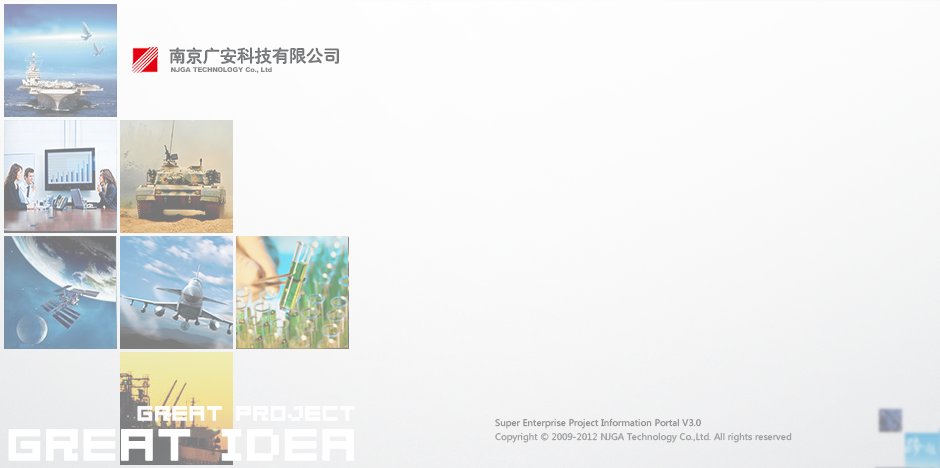 南京广安科技有限公司
NJGA TECHNOLOGY Co., Ltd
GREAT PROJECT
GREAT IDEA
Super Enterprise Project Information Portal V3.0
Copyright © 2009-2012 NJGA Technology Co.,Ltd. All rights reserved